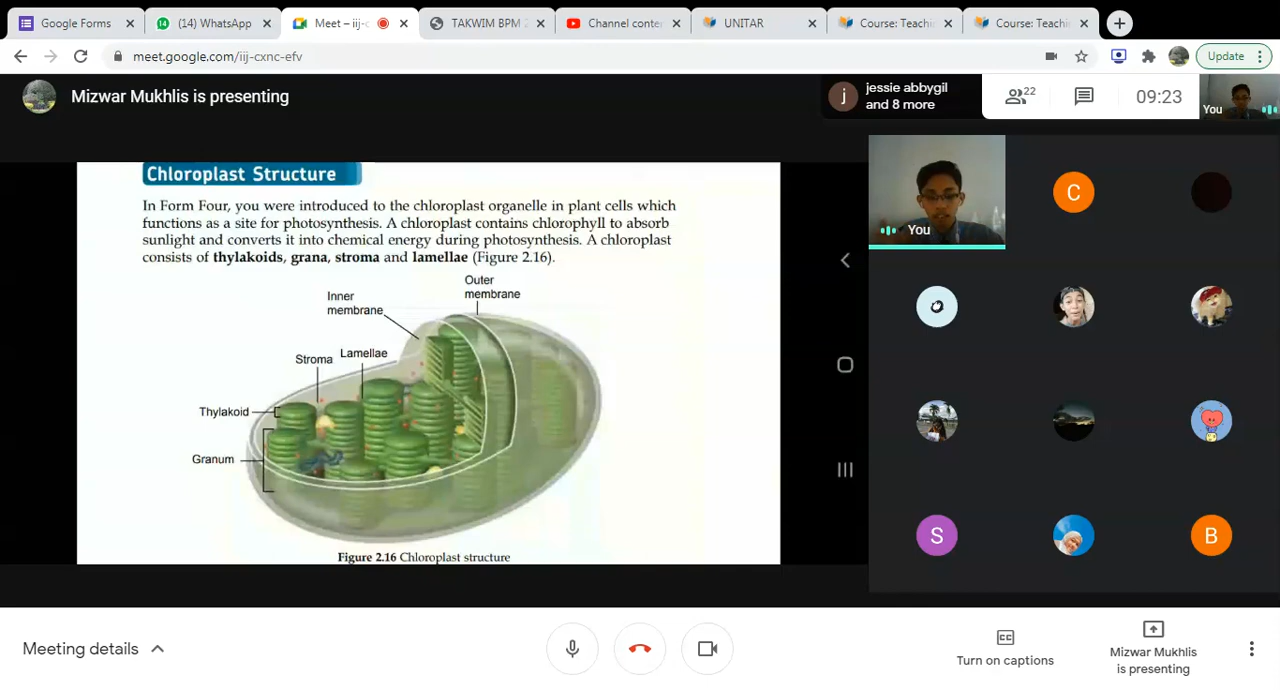 Google Forms
(14) WhatsApp
Meet – iij-c
TAKWIM BPM 2
Channel conte
UNITAR
Course: Teachi
Course: Teachi
meet.google.com/iij-cxnc-efv
Update
Mizwar Mukhlis is presenting
j
jessie abbygil
and 8 more
22
09:23
You
Chloroplast Structure
In Form Four, you were introduced to the chloroplast organelle in plant cells which
functions as a site for photosynthesis. A chloroplast contains chlorophyll to absorb
sunlight and converts it into chemical energy during photosynthesis. A chloroplast
consists of thylakoids, grana, stroma and lamellae (Figure 2.16).
Outer
membrane
Inner
membrane
Stroma
Lamellae
Thylakoid
Granum
Figure 2.16 Chloroplast structure
You
C
S
B
Meeting details
CC
Turn on captions
Mizwar Mukhlis
is presenting